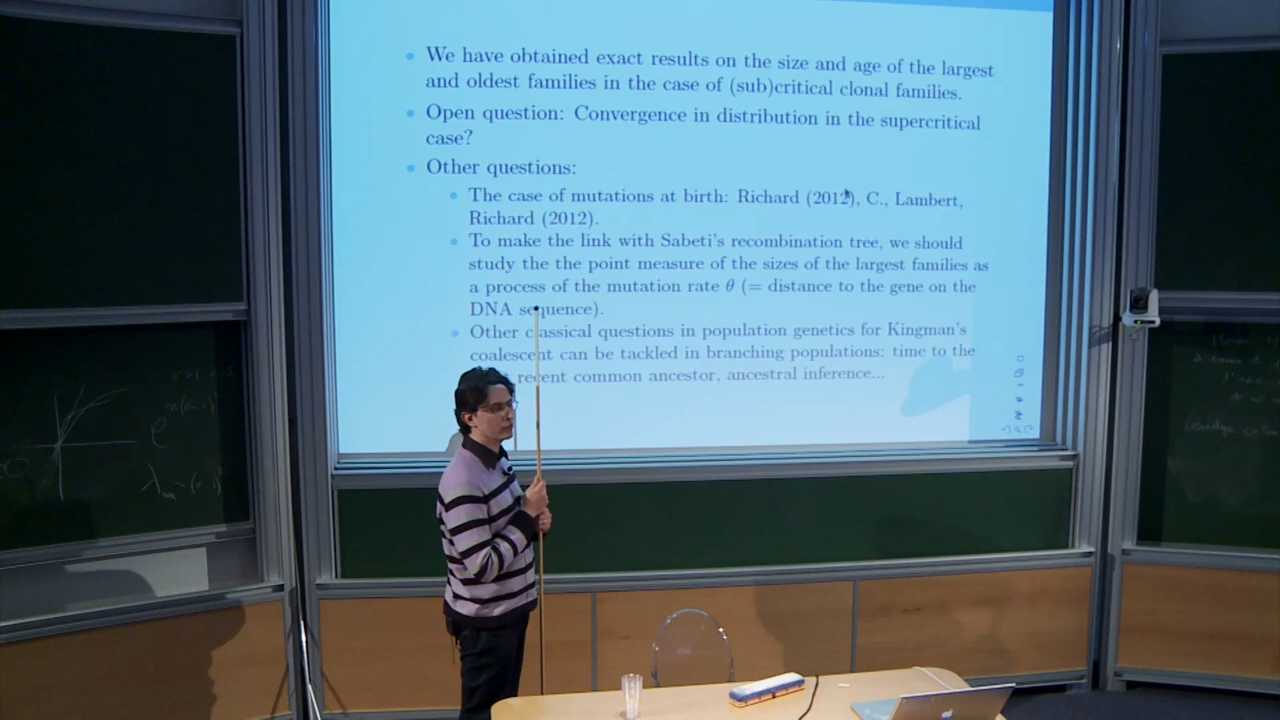 We have obtained exact results on the size and age of the largest
and oldest families in the case of (sub)critical clonal families.
Open question: Convergence in distribution in the supercritical
case?
Other questions:
The case of mutations at birth: Richard (2012), C., Lambert,
Richard (2012).
To make the link with Sabeti's recombination tree, we should
study the the point measure of the sizes of the largest families as
a process of the mutation rate θ (= distance to the gene on the
DNA sequence).
Other classical questions in population genetics for Kingman's
coalescent can be tackled in branching populations: time to the
recent common ancestor, ancestral inference...